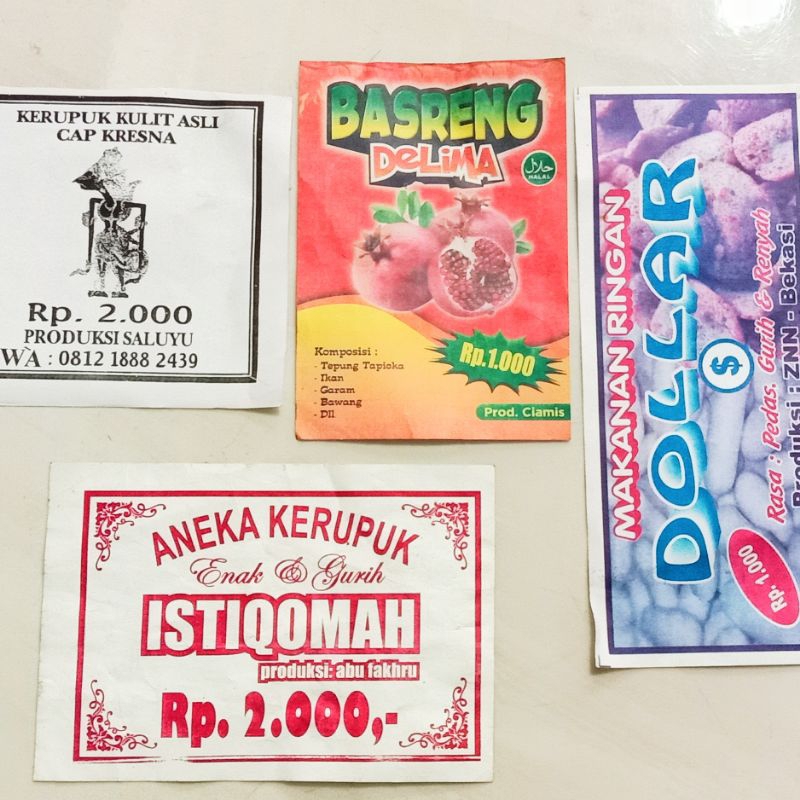 KERUPUK KULIT ASLI
CAP KRESNA
Rp. 2.000
PRODUKSI SALUYU
WA : 0812 1888 2439
BASRENG
DeLiMA
حلال
HALAL
Komposisi :
- Tepung Tapioka
- Ikan
- Garam
- Bawang
- Dll
Rp.1.000
Prod. Ciamis
MAKANAN RINGAN
DOLLAR
$
Rasa : Pedas, Gurih & Renyah
Produksi : ZNN - Bekasi
Rp. 1.000
ANEKA KERUPUK
Enak & Gurih
ISTIQOMAH
produksi: abu fakhru
Rp. 2.000,-